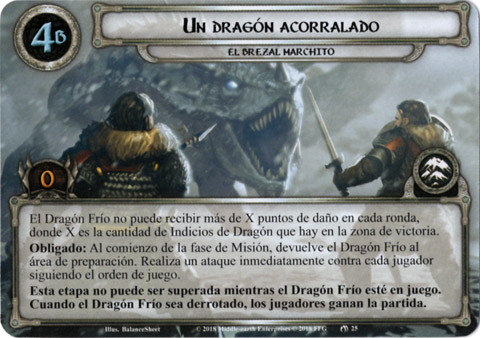 4B
UN DRAGÓN ACORRALADO
EL BREZAL MARCHITO
0
El Dragón Frío no puede recibir más de X puntos de daño en cada ronda,
donde X es la cantidad de Indicios de Dragón que hay en la zona de victoria.
Obligado: Al comienzo de la fase de Misión, devuelve el Dragón Frío al
área de preparación. Realiza un ataque inmediatamente contra cada jugador
siguiendo el orden de juego.
Esta etapa no puede ser superada mientras el Dragón Frío esté en juego.
Cuando el Dragón Frío sea derrotado, los jugadores ganan la partida.
Illus. BalanceSheet © 2018 Middle-earth Enterprises © 2018 FFG 25